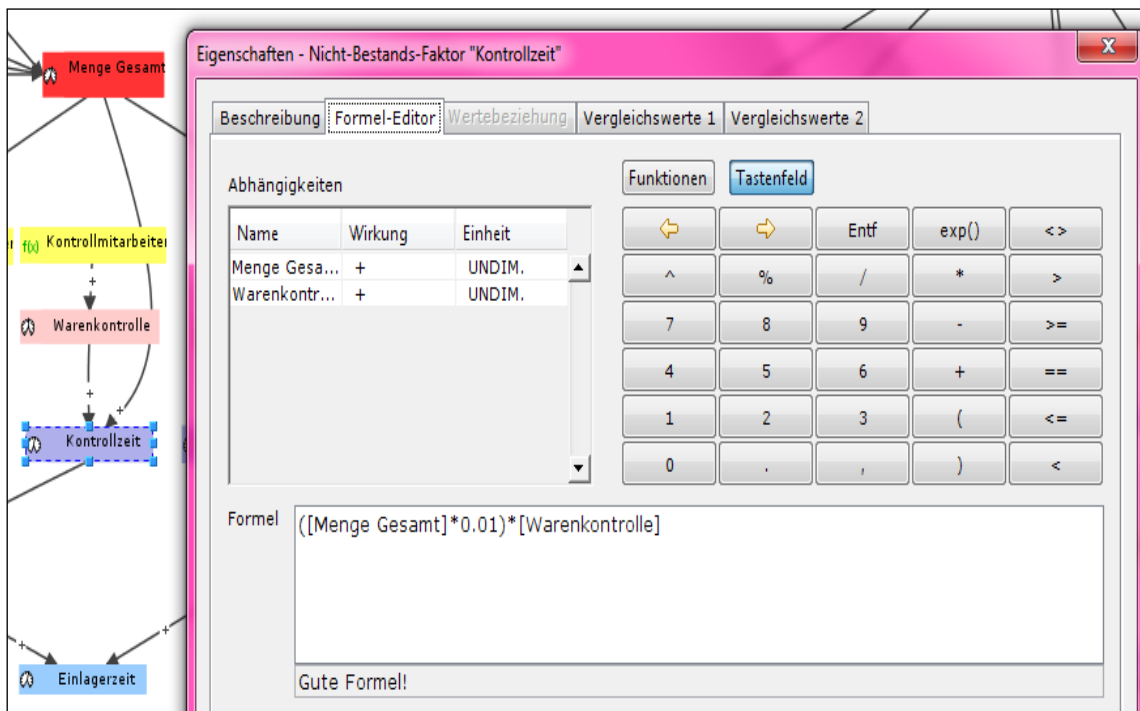 Menge Gesamt
Kontrollmitarbeiter
+
Warenkontrolle
+
+
Kontrollzeit
+
+
Einlagerzeit
f(x)
Eigenschaften - Nicht-Bestands-Faktor "Kontrollzeit"
X
Beschreibung Formel-Editor Wertebeziehung Vergleichswerte 1 Vergleichswerte 2
Abhängigkeiten
Funktionen Tastenfeld
Name Wirkung Einheit
Menge Gesa... + UNDIM.
Warenkontr... + UNDIM.
Entf exp() <>
^ % / * >
7 8 9 - >=
4 5 6 + ==
1 2 3 ( <=
0 . , ) <
Formel
([Menge Gesamt]*0.01)*[Warenkontrolle]
Gute Formel!